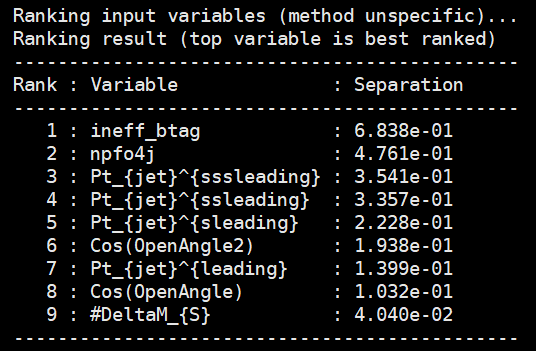 Ranking input variables (method unspecific)...
Ranking result (top variable is best ranked)
-----------------------------------------------
Rank : Variable              : Separation
-----------------------------------------------
   1 : ineff_btag            : 6.838e-01
   2 : npfo4j                : 4.761e-01
   3 : Pt_{jet}^{sssleading} : 3.541e-01
   4 : Pt_{jet}^{ssleading}  : 3.357e-01
   5 : Pt_{jet}^{sleading}   : 2.228e-01
   6 : Cos(OpenAngle2)       : 1.938e-01
   7 : Pt_{jet}^{leading}    : 1.399e-01
   8 : Cos(OpenAngle)        : 1.032e-01
   9 : #DeltaM_{S}           : 4.040e-02
-----------------------------------------------